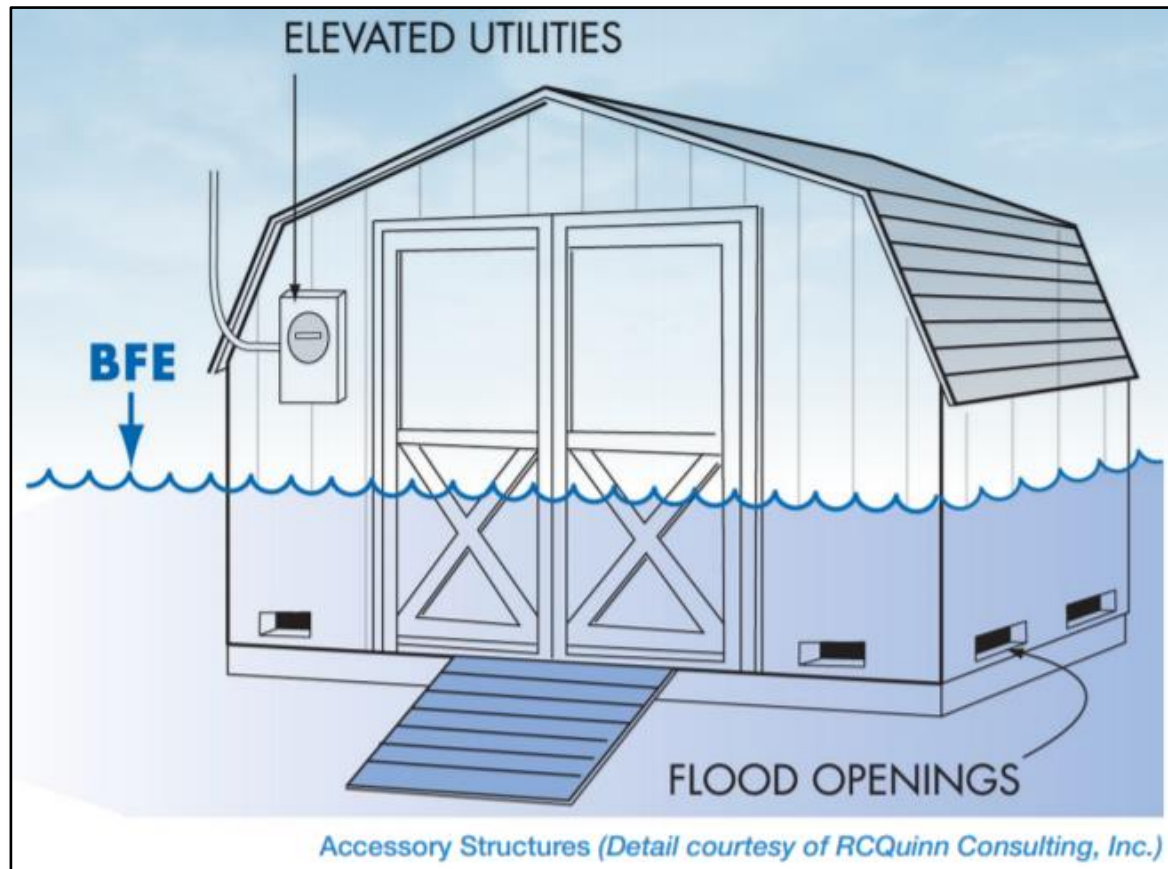 ELEVATED UTILITIES
BFE
FLOOD OPENINGS
Accessory Structures (Detail courtesy of RCQuinn Consulting, Inc.)